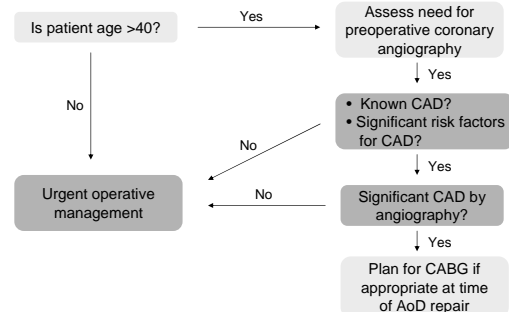 Is patient age >40?
Yes
Assess need for
preoperative coronary
angiography
Yes
No
• Known CAD?
• Significant risk factors
for CAD?
No
Yes
Urgent operative
management
No
Significant CAD by
angiography?
Yes
Plan for CABG if
appropriate at time
of AoD repair